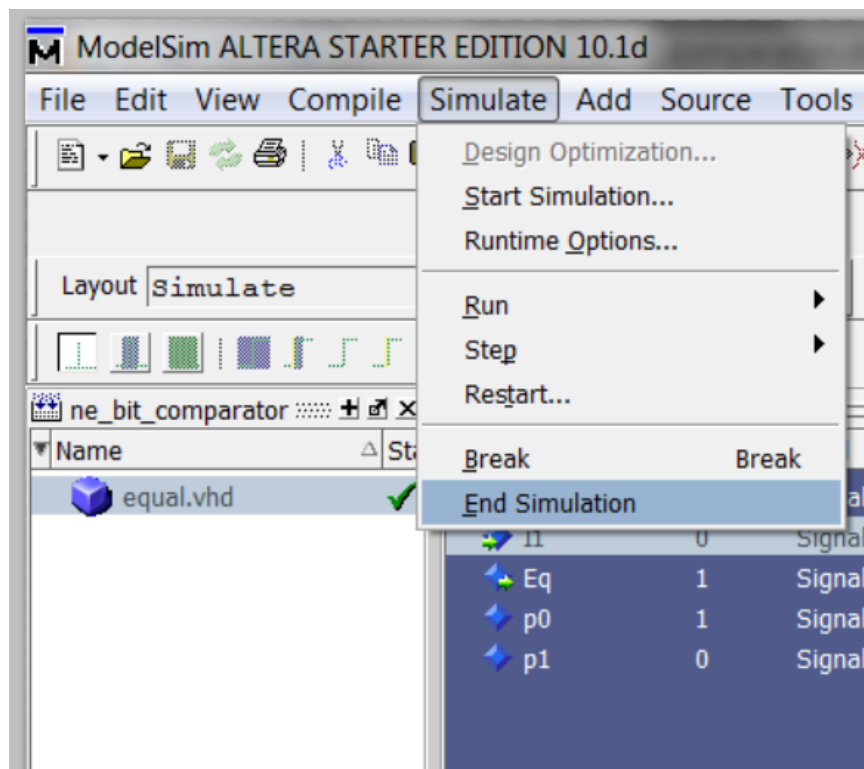 ModelSim ALTERA STARTER EDITION 10.1d
File Edit View Compile Simulate Add Source Tools
Design Optimization...
Start Simulation...
Runtime Options...
Layout Simulate
Run
Step
Restart...
ne_bit_comparator
Name
Break Break
equal.vhd
End Simulation
I1 0 Signal
Eq 1 Signal
p0 1 Signal
p1 0 Signal